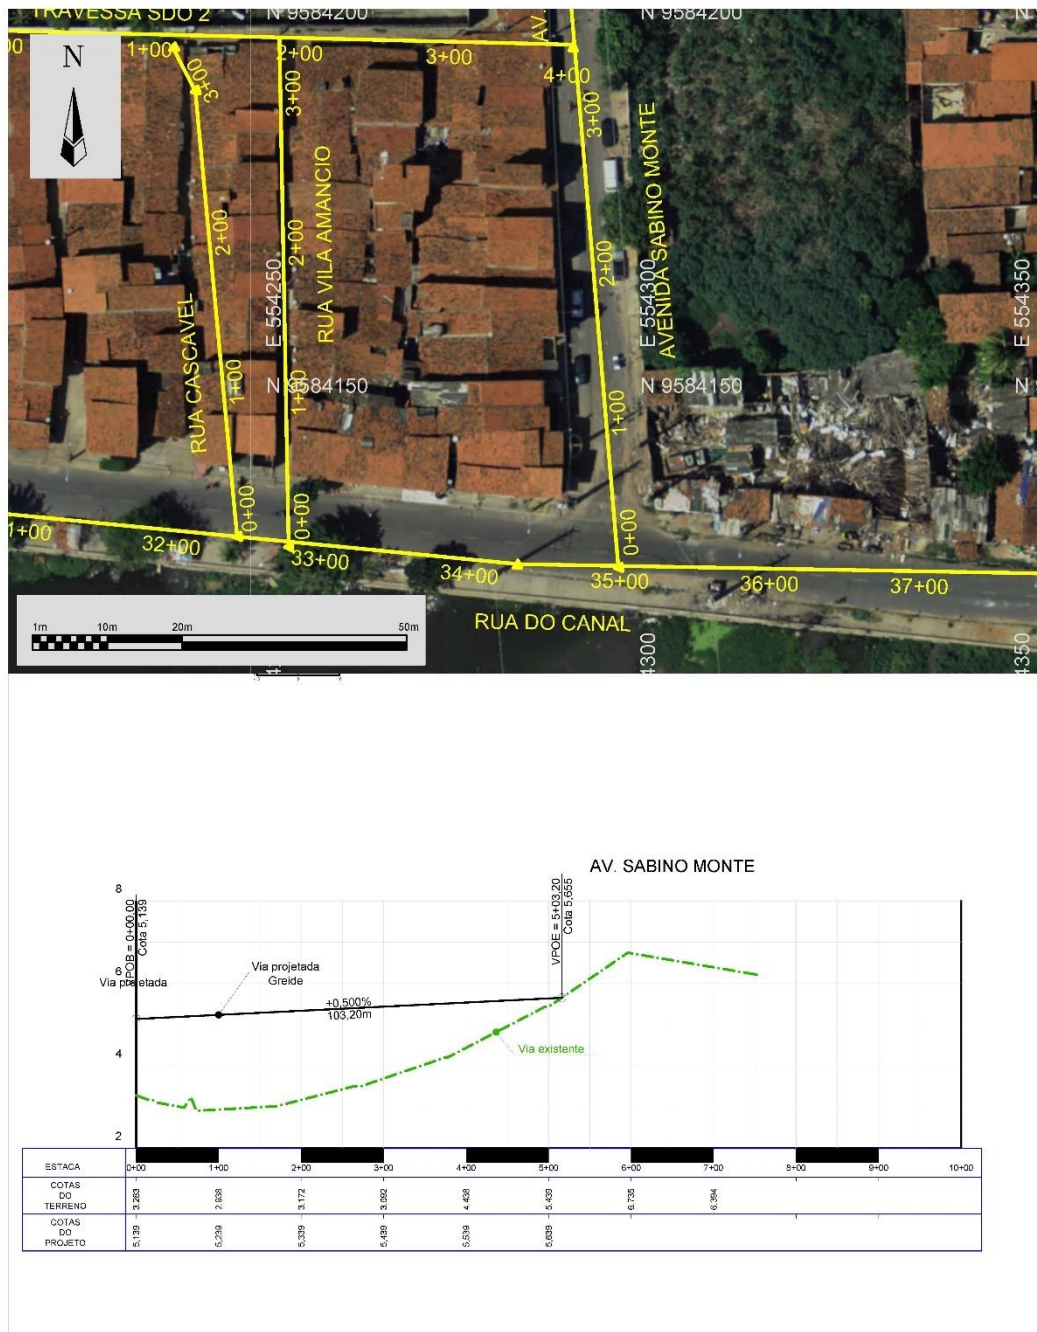 TRAVESSA SDO 2
N 9584200
N 9584200
N
AV.
00
1+00
2+00
3+00
4+00
N
3+00
3+00
3+00
2+00
2+00
2+00
RUA CASCAVEL
RUA VILA AMANCIO
AVENIDA SABINO MONTE
E 554250
E 554300
E 554350
N 9584150
N 9584150
N 9
1+00
1+00
1+00
0+00
0+00
0+00
1+00
32+00
33+00
34+00
35+00
36+00
37+00
RUA DO CANAL
1m 10m 20m 50m
4300
4350
AV. SABINO MONTE
8
6
4
2
VPOB = 0+00,00
Cota 5,139
VPOE = 5+03,20
Cota 5,655
Via projetada
Via projetada
Greide
+0,500%
103,20m
Via existente
ESTACA 0+00 1+00 2+00 3+00 4+00 5+00 6+00 7+00 8+00 9+00 10+00
COTAS
DO
TERRENO
3.283 2.938 3.172 3.692 4.436 5.430 6.735 6.394
COTAS
DO
PROJETO
5,139 5,239 5,339 5,439 5,539 5,639